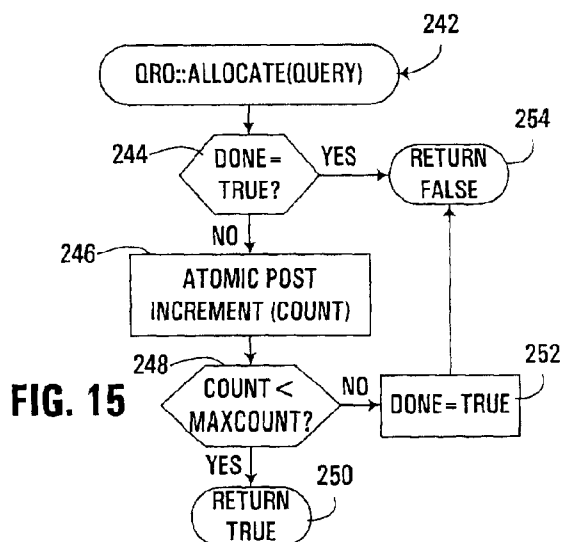 242
QRO::ALLOCATE(QUERY)
254
244
DONE=
TRUE?
YES
RETURN
FALSE
NO
246
ATOMIC POST
INCREMENT (COUNT)
248
252
COUNT <
MAXCOUNT?
NO
DONE=TRUE
FIG. 15
YES
250
RETURN
TRUE